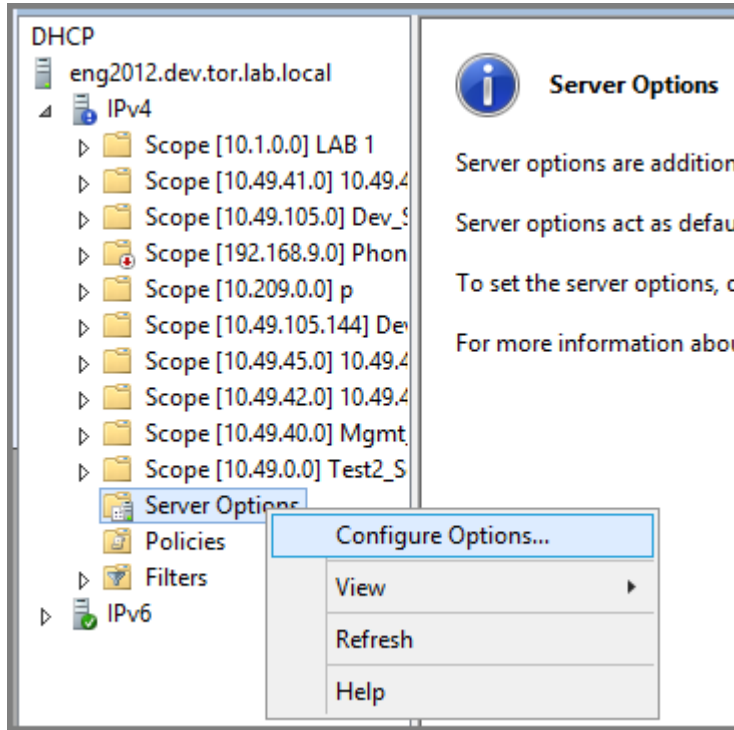 DHCP
eng2012.dev.tor.lab.local
IPv4
Scope [10.1.0.0] LAB 1
Scope [10.49.41.0] 10.49.4
Scope [10.49.105.0] Dev_S
Scope [192.168.9.0] Phon
Scope [10.209.0.0] p
Scope [10.49.105.144] De
Scope [10.49.45.0] 10.49.4
Scope [10.49.42.0] 10.49.4
Scope [10.49.40.0] Mgmt_
Scope [10.49.0.0] Test2_S
Server Options
Policies
Filters
IPv6
Server Options
Server options are addition
Server options act as defau
To set the server options,
For more information abou
Configure Options...
View
Refresh
Help